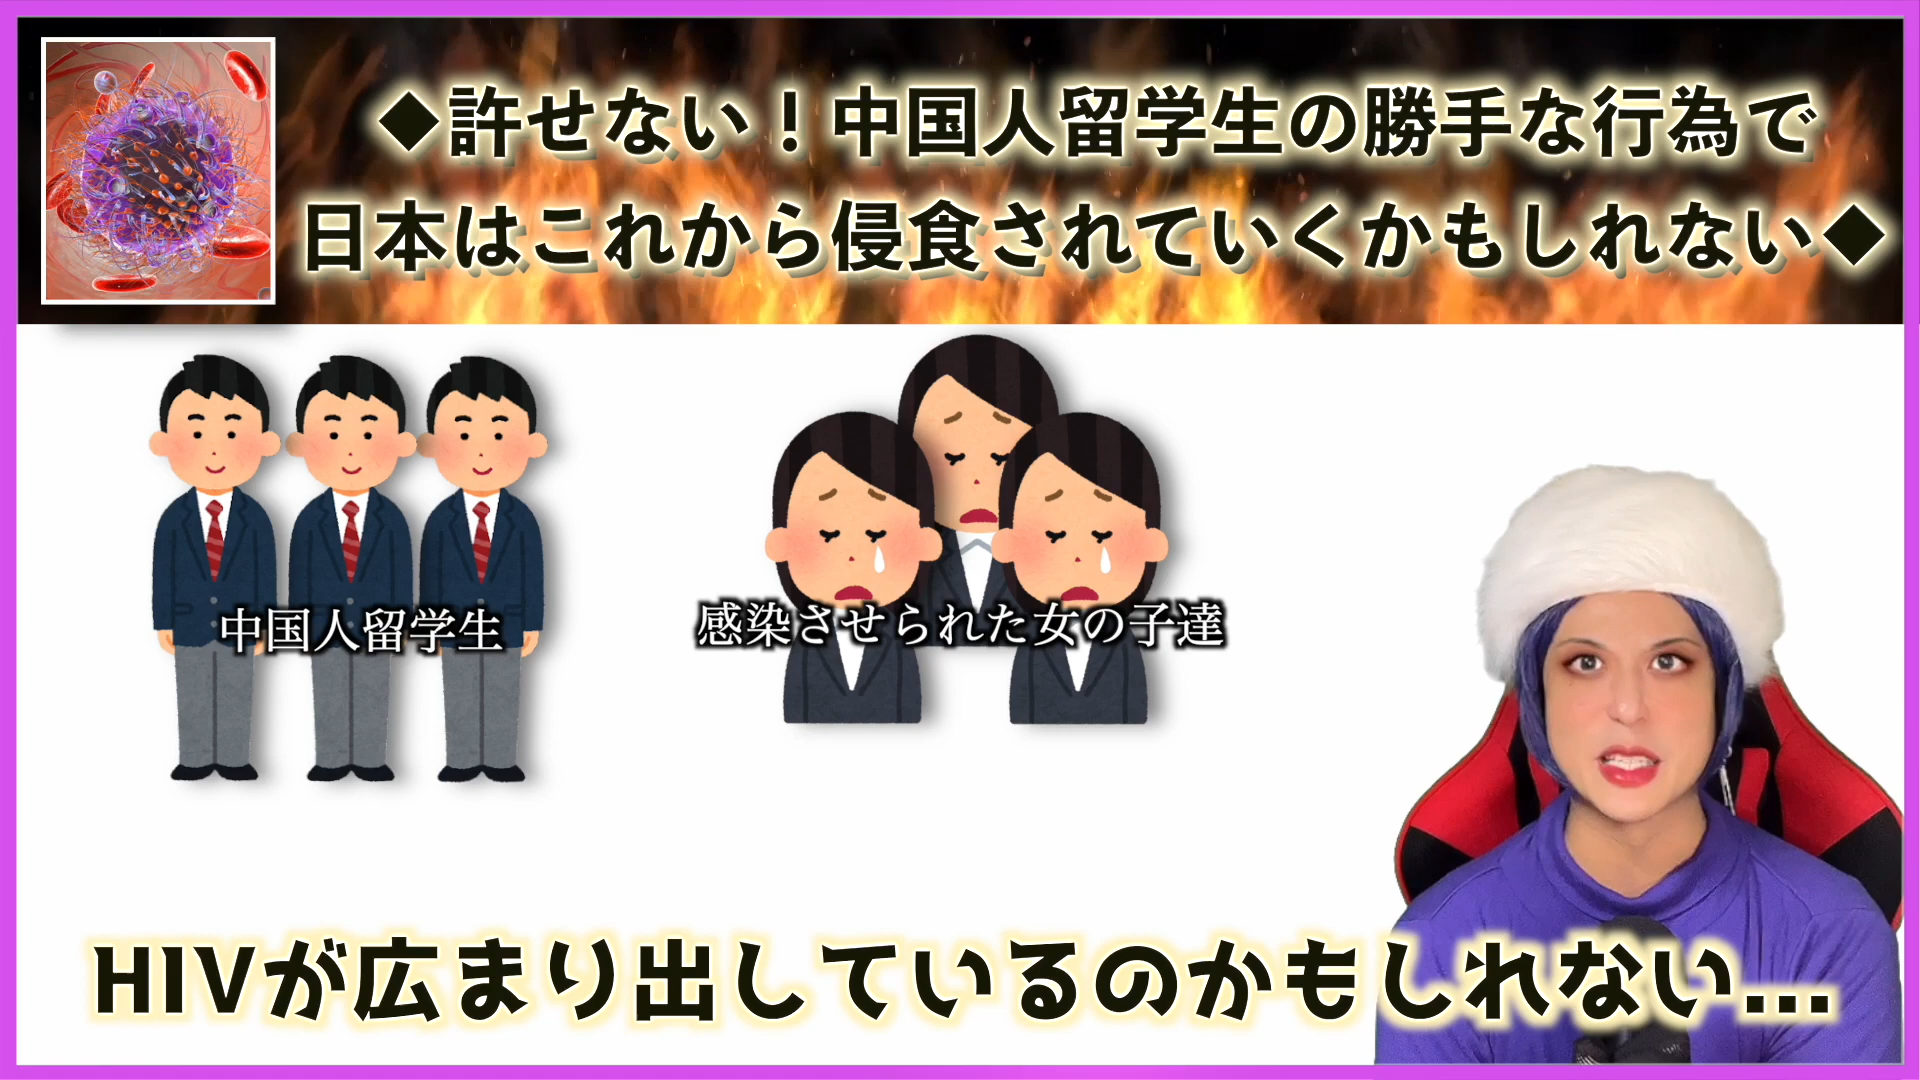 ◆許せない！中国人留学生の勝手な行為で
日本はこれから侵食されていくかもしれない◆
中国人留学生
感染させられた女の子達
HIVが広まり出しているのかもしれない...